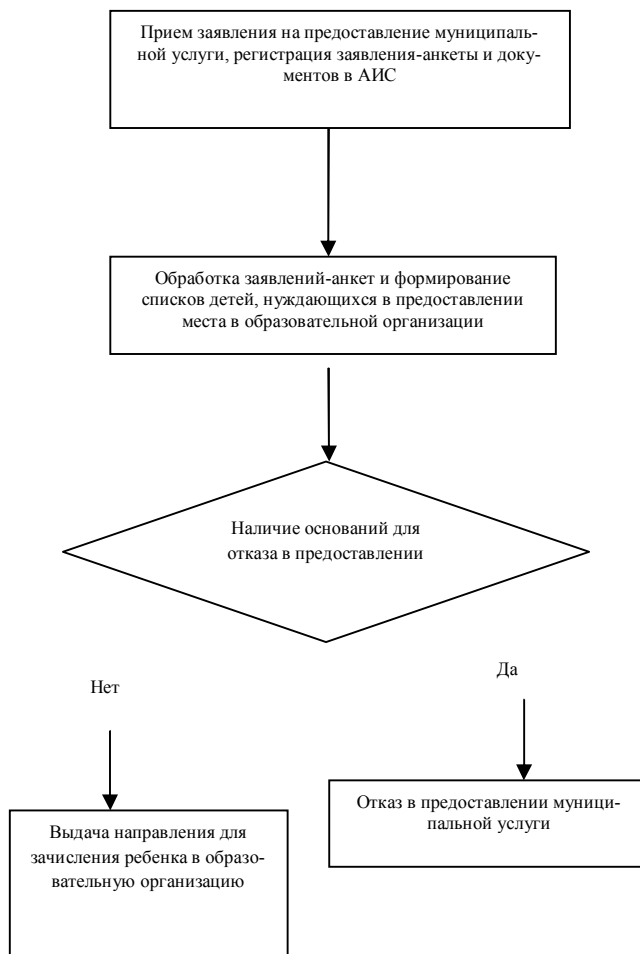 Прием заявления на предоставление муниципаль-
ной услуги, регистрация заявления-анкеты и доку-
ментов в АИС
Обработка заявлений-анкет и формирование
списков детей, нуждающихся в предоставлении
места в образовательной организации
Наличие оснований для
отказа в предоставлении
Нет
Да
Выдача направления для
зачисления ребенка в образо-
вательную организацию
Отказ в предоставлении муници-
пальной услуги